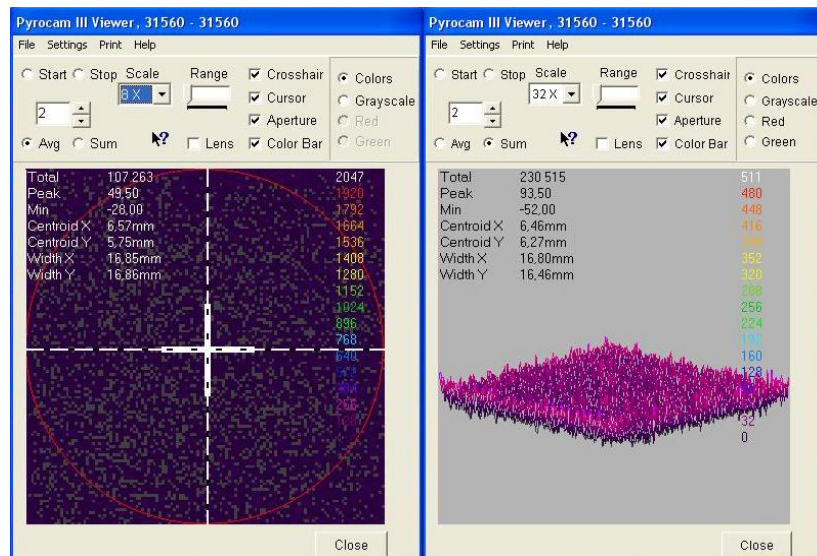 Pyrocam III Viewer, 31560 - 31560
File Settings Print Help
Start Stop Scale Range Crosshair Colors
8 X Cursor Grayscale
2 Aperture Red
Avg Sum Lens Color Bar Green
Total 107 263 2047
Peak 49,50 1920
Min -28,00 1792
Centroid X 6,57mm 1664
Centroid Y 5,75mm 1536
Width X 16,85mm 1408
Width Y 16,86mm 1280
1152
1024
896
768
640
Close
Pyrocam III Viewer, 31560 - 31560
File Settings Print Help
Start Stop Scale Range Crosshair Colors
32 X Cursor Grayscale
2 Aperture Red
Avg Sum Lens Color Bar Green
Total 230 515 511
Peak 93,50 480
Min -52,00 448
Centroid X 6,46mm 416
Centroid Y 6,27mm
Width X 16,80mm 352
Width Y 16,46mm 320
288
256
224
192
160
128
32
0
Close